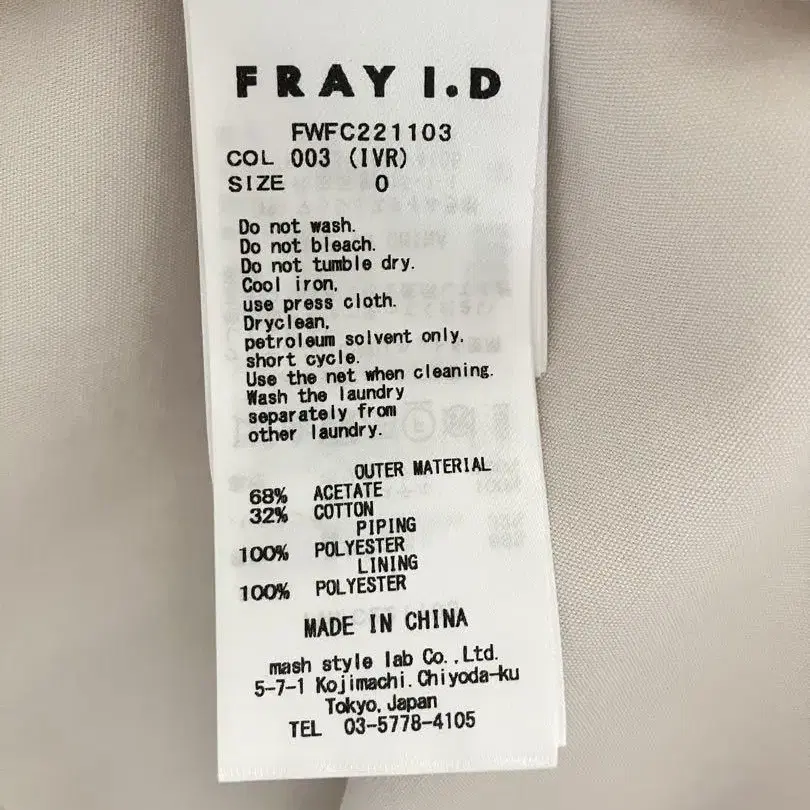 FRAY I.D
FWFC221103
COL 003 (IVR)
SIZE 0
Do not wash.
Do not bleach.
Do not tumble dry.
Cool iron,
use press cloth.
Dryclean,
petroleum solvent only.
short cycle.
Use the net when cleaning.
Wash the laundry
separately from
other laundry.
OUTER MATERIAL
68% ACETATE
32% COTTON
PIPING
100% POLYESTER
LINING
100% POLYESTER
MADE IN CHINA
mash style lab Co.,Ltd.
5-7-1 Kojimachi.Chiyoda-ku
Tokyo,Japan
TEL 03-5778-4105